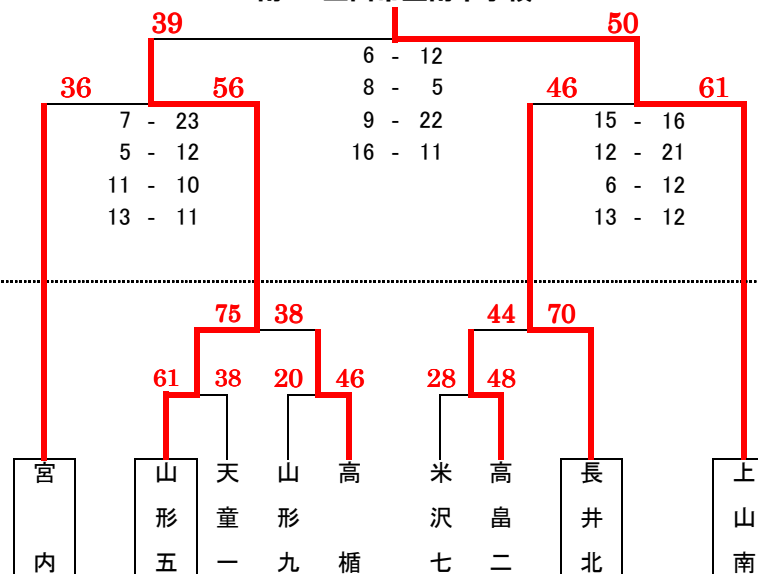 39 50
6 - 12
36 56 8 - 5 46 61
7 - 23 9 - 22 15 - 16
5 - 12 16 - 11 12 - 21
11 - 10 6 - 12
13 - 11 13 - 12
75 38 44 70
61 38 20 46 28 48
宮内
山形五
天童一
山形九
高楯
米沢七
高畠二
長井北
上山南